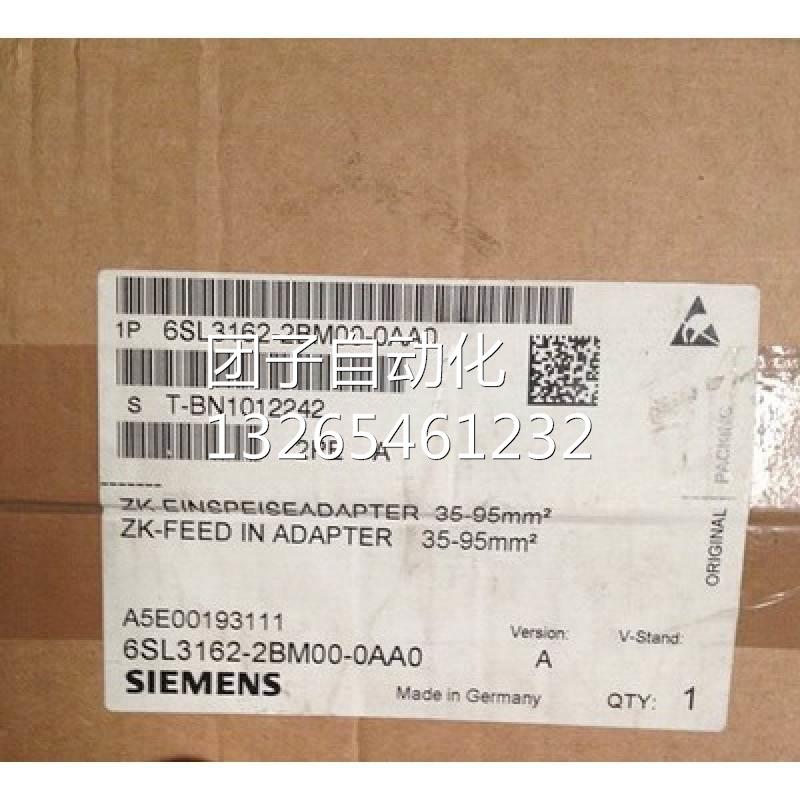 1P 6SL3162-2BM00-0AA0
团子自动化
S T-BN1012242
13265461232
A
ZK-EINSPEISEADAPTER 35-95mm²
ZK-FEED IN ADAPTER 35-95mm²
A5E00193111
6SL3162-2BM00-0AA0
SIEMENS
Made in Germany
Version:
A
V-Stand:
QTY: 1
ORIGINAL PACKING